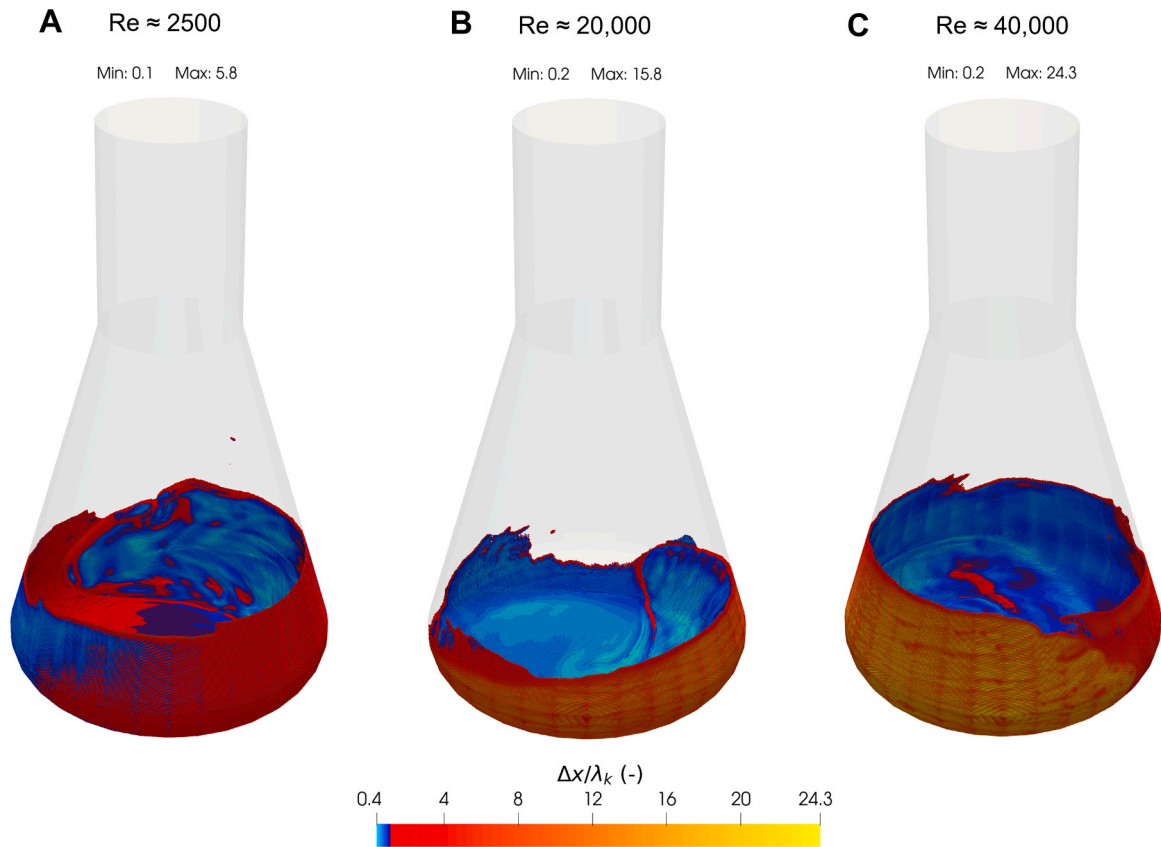 A Re ≈ 2500
Min: 0.1 Max: 5.8
B Re ≈ 20,000
Min: 0.2 Max: 15.8
C Re ≈ 40,000
Min: 0.2 Max: 24.3
Δx/λₖ (-)
0.4 4 8 12 16 20 24.3